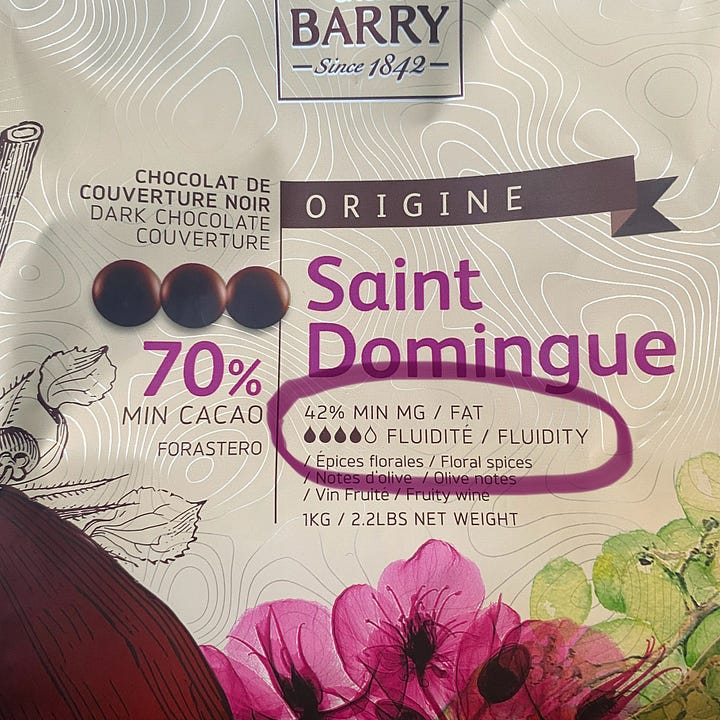 BARRY
Since 1842
CHOCOLAT DE
COUVERTURE NOIR
DARK CHOCOLATE
COUVERTURE
ORIGINE
Saint
Domingue
70%
MIN CACAO
FORASTERO
42% MIN MG / FAT
FLUIDITÉ / FLUIDITY
/ Épices florales / Floral spices
/ Notes d'olive / Olive notes
/ Vin Fruité / Fruity wine
1KG / 2.2LBS NET WEIGHT